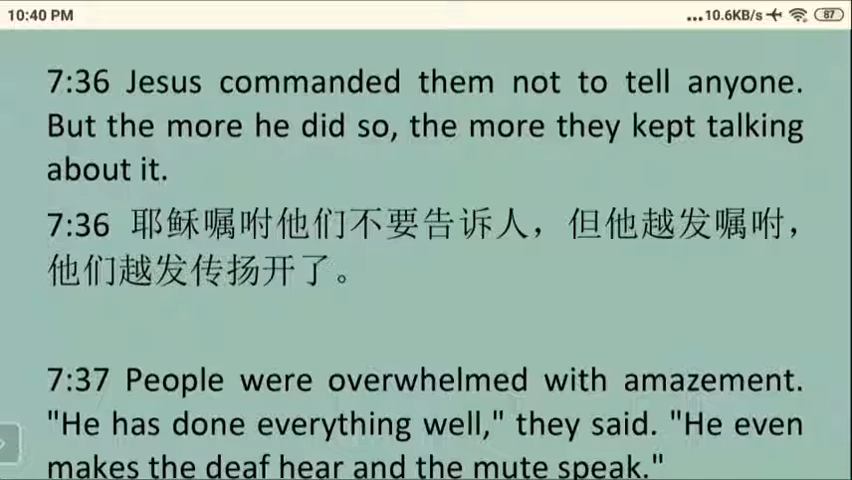 10:40 PM
...10.6KB/s
87
7:36 Jesus commanded them not to tell anyone.
But the more he did so, the more they kept talking
about it.
7:36 耶稣嘱咐他们不要告诉人，但他越发嘱咐，
他们越发传扬开了。
7:37 People were overwhelmed with amazement.
"He has done everything well," they said. "He even
makes the deaf hear and the mute speak."